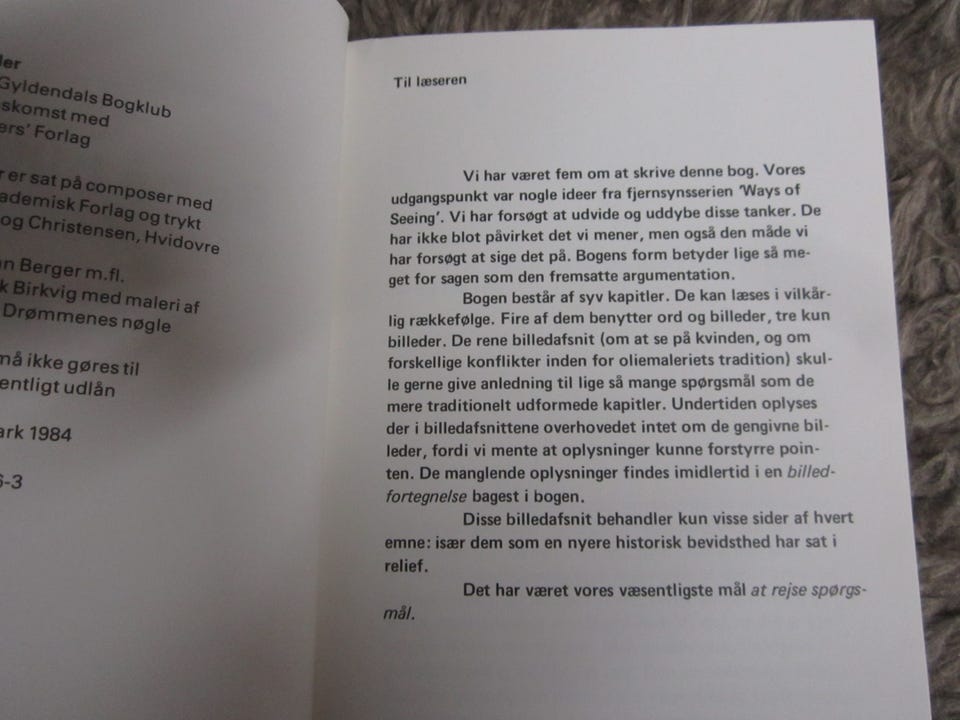 ler
Gyldendals Bogklub
skomst med
ers' Forlag
r er sat på composer med
ademisk Forlag og trykt
og Christensen, Hvidovre
n Berger m.fl.
k Birkvig med maleri af
Drømmenes nøgle
må ikke gøres til
entligt udlån
ark 1984
6-3
Til læseren
Vi har været fem om at skrive denne bog. Vores
udgangspunkt var nogle ideer fra fjernsynsserien 'Ways of
Seeing'. Vi har forsøgt at udvide og uddybe disse tanker. De
har ikke blot påvirket det vi mener, men også den måde vi
har forsøgt at sige det på. Bogens form betyder lige så me-
get for sagen som den fremsatte argumentation.
Bogen består af syv kapitler. De kan læses i vilkår-
lig rækkefølge. Fire af dem benytter ord og billeder, tre kun
billeder. De rene billedafsnit (om at se på kvinden, og om
forskellige konflikter inden for oliemaleriets tradition) skul-
le gerne give anledning til lige så mange spørgsmål som de
mere traditionelt udformede kapitler. Undertiden oplyses
der i billedafsnittene overhovedet intet om de gengivne bil-
leder, fordi vi mente at oplysninger kunne forstyrre poin-
ten. De manglende oplysninger findes imidlertid i en billed-
fortegnelse bagest i bogen.
Disse billedafsnit behandler kun visse sider af hvert
emne: især dem som en nyere historisk bevidsthed har sat i
relief.
Det har været vores væsentligste mål at rejse spørgs-
mål.